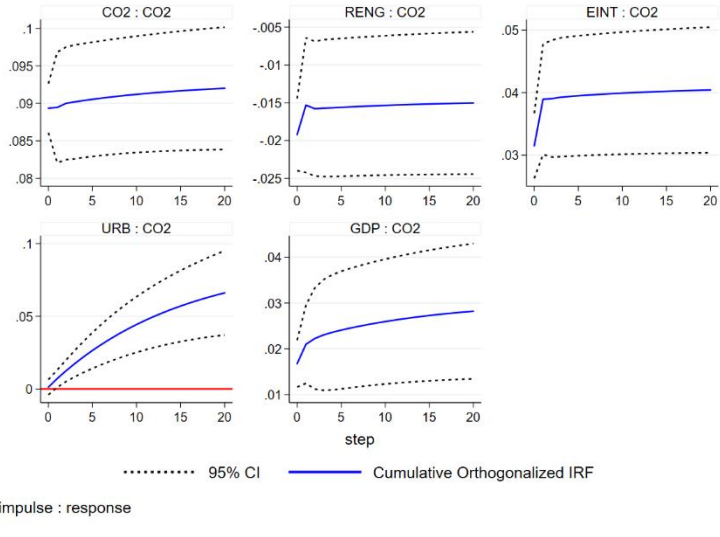 CO2 : CO2
.1
.095
.09
.085
.08
0 5 10 15 20
RENG : CO2
-.005
-.01
-.015
-.02
-.025
0 5 10 15 20
EINT : CO2
.05
.04
.03
0 5 10 15 20
URB : CO2
.1
.05
0
0 5 10 15 20
GDP : CO2
.04
.03
.02
.01
0 5 10 15 20
step
95% CI Cumulative Orthogonalized IRF
impulse : response